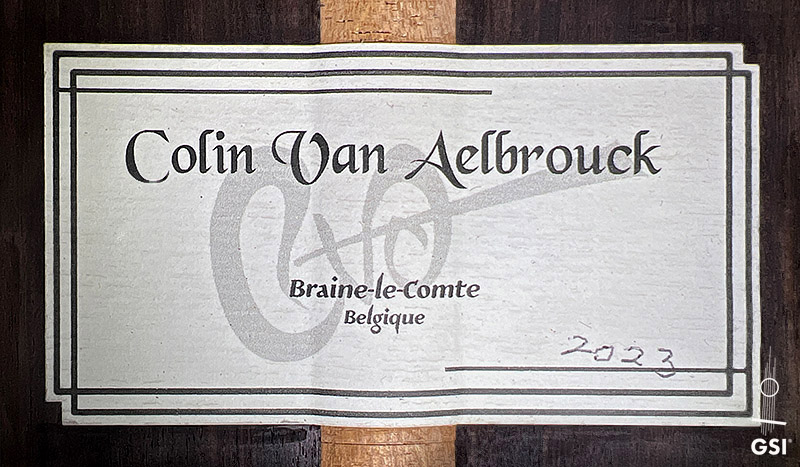 Colin Van Aelbrouck
Braine-le-Comte
Belgique
2023
GSI